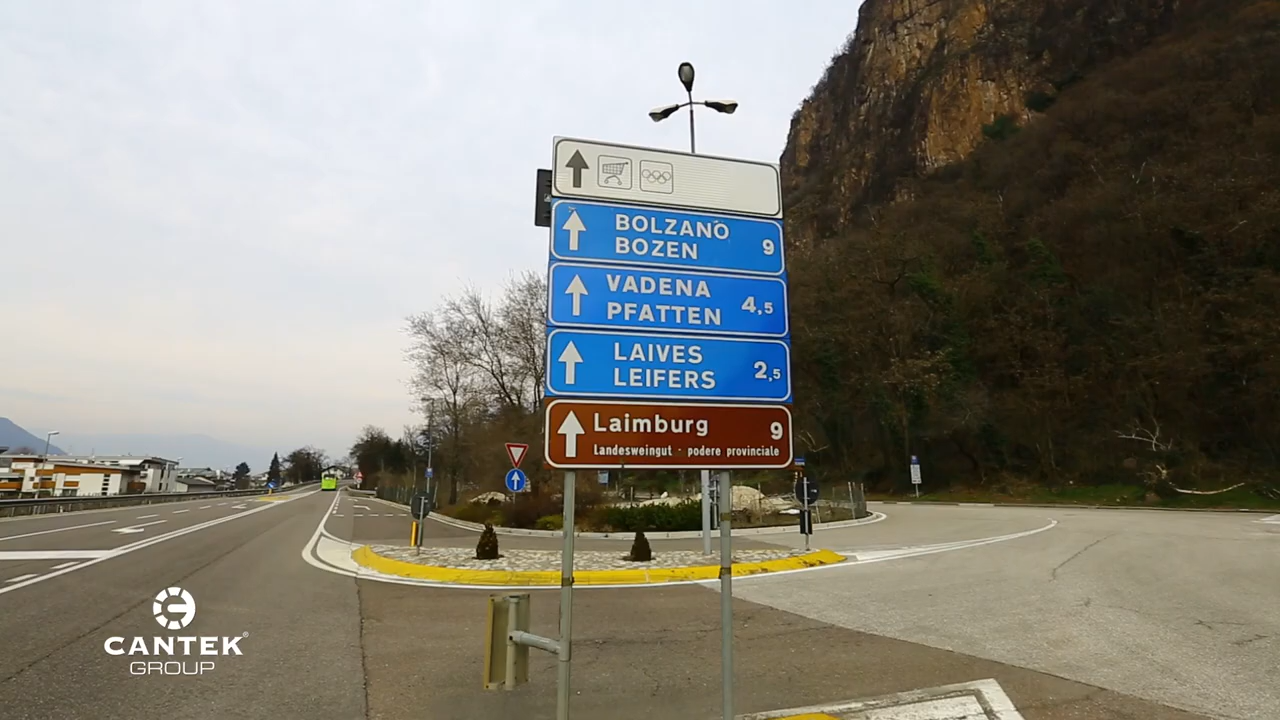 BOLZANO
BOZEN 9
VADENA
PFATTEN 4,5
LAIVES
LEIFERS 2,5
Laimburg 9
Landesweingut - podere provinciale
CANTEK®
GROUP